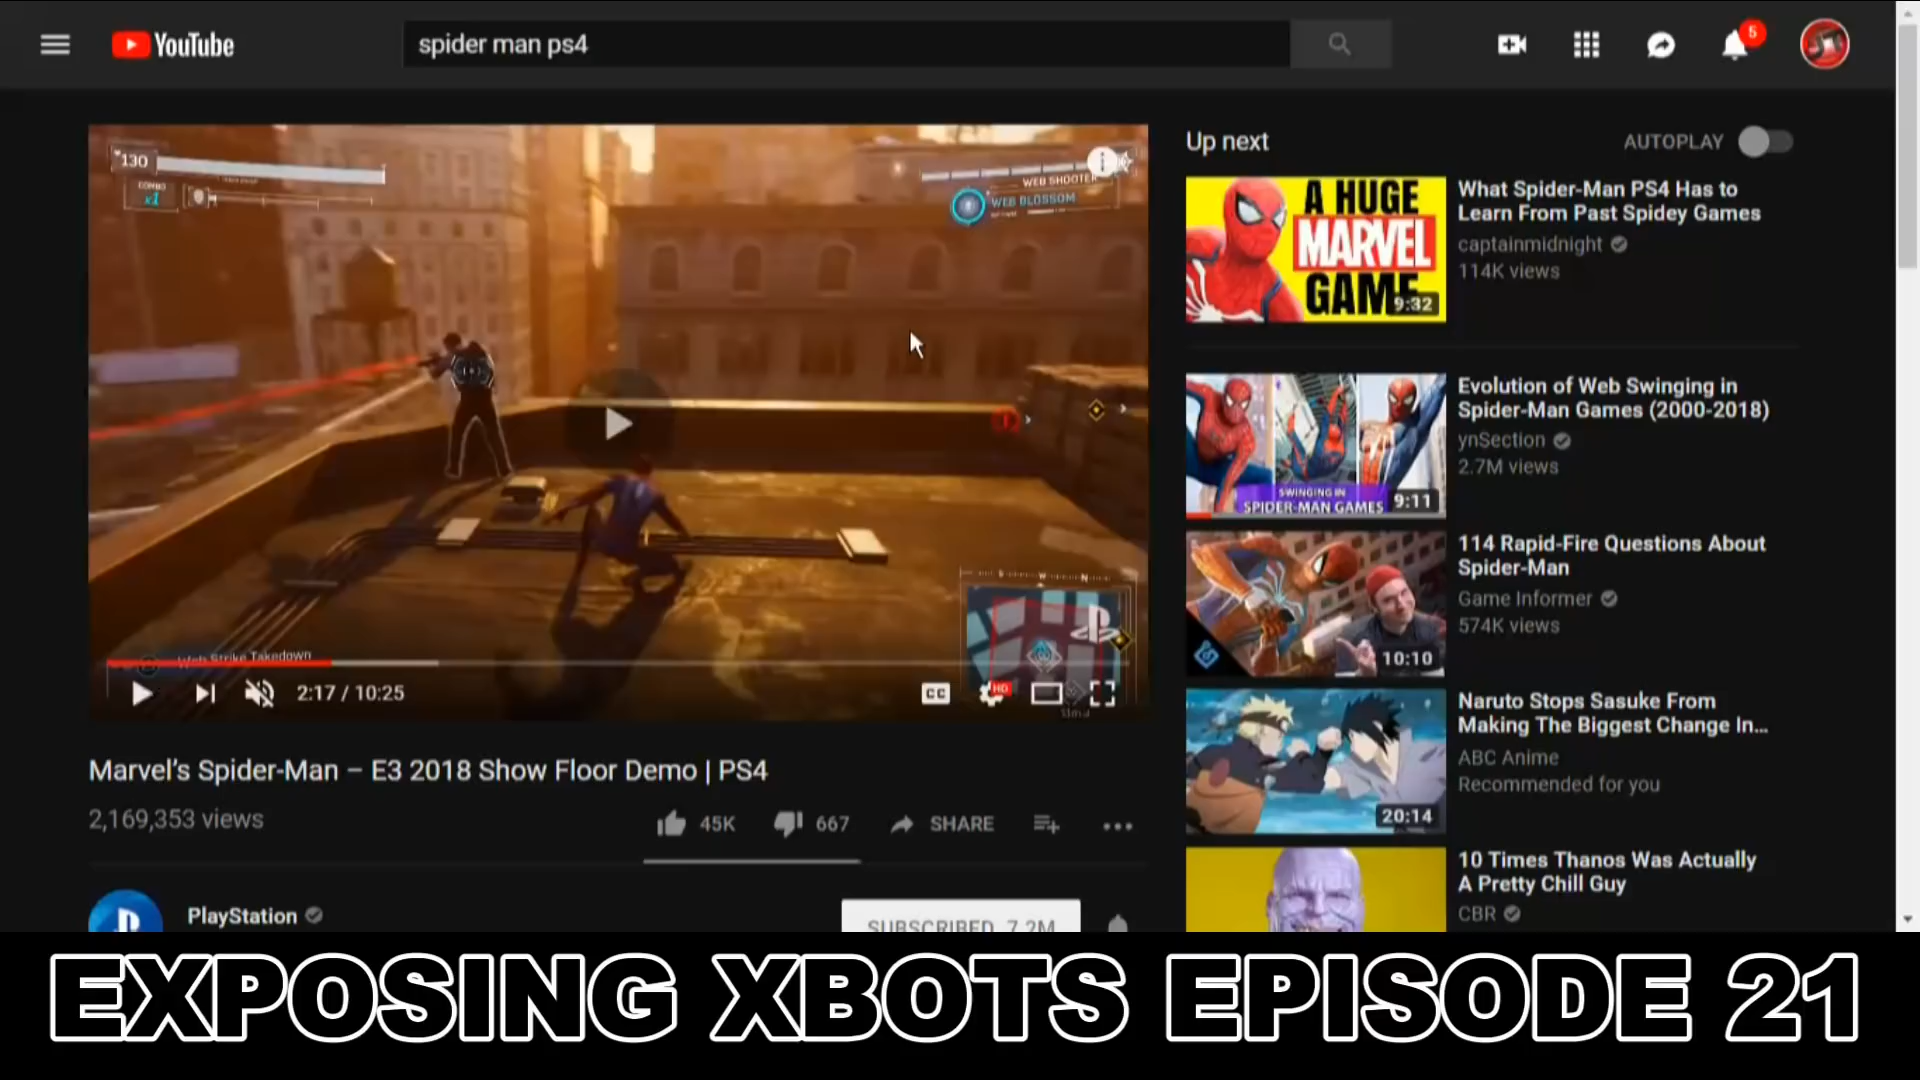 YouTube
spider man ps4
5
130
COMBO
x1
WEB SHOOTER
WEB BLOSSOM
Web Strike Takedown
S W N
2:17 / 10:25
CC
HD
Marvel’s Spider-Man – E3 2018 Show Floor Demo | PS4
2,169,353 views
45K
667
SHARE
PlayStation
SUBSCRIBED 7.2M
Up next
AUTOPLAY
A HUGE
MARVEL
GAME
9:32
What Spider-Man PS4 Has to
Learn From Past Spidey Games
captainmidnight
114K views
SWINGING IN
SPIDER-MAN GAMES
9:11
Evolution of Web Swinging in
Spider-Man Games (2000-2018)
ynSection
2.7M views
10:10
114 Rapid-Fire Questions About
Spider-Man
Game Informer
574K views
20:14
Naruto Stops Sasuke From
Making The Biggest Change In...
ABC Anime
Recommended for you
10 Times Thanos Was Actually
A Pretty Chill Guy
CBR
EXPOSING XBOTS EPISODE 21